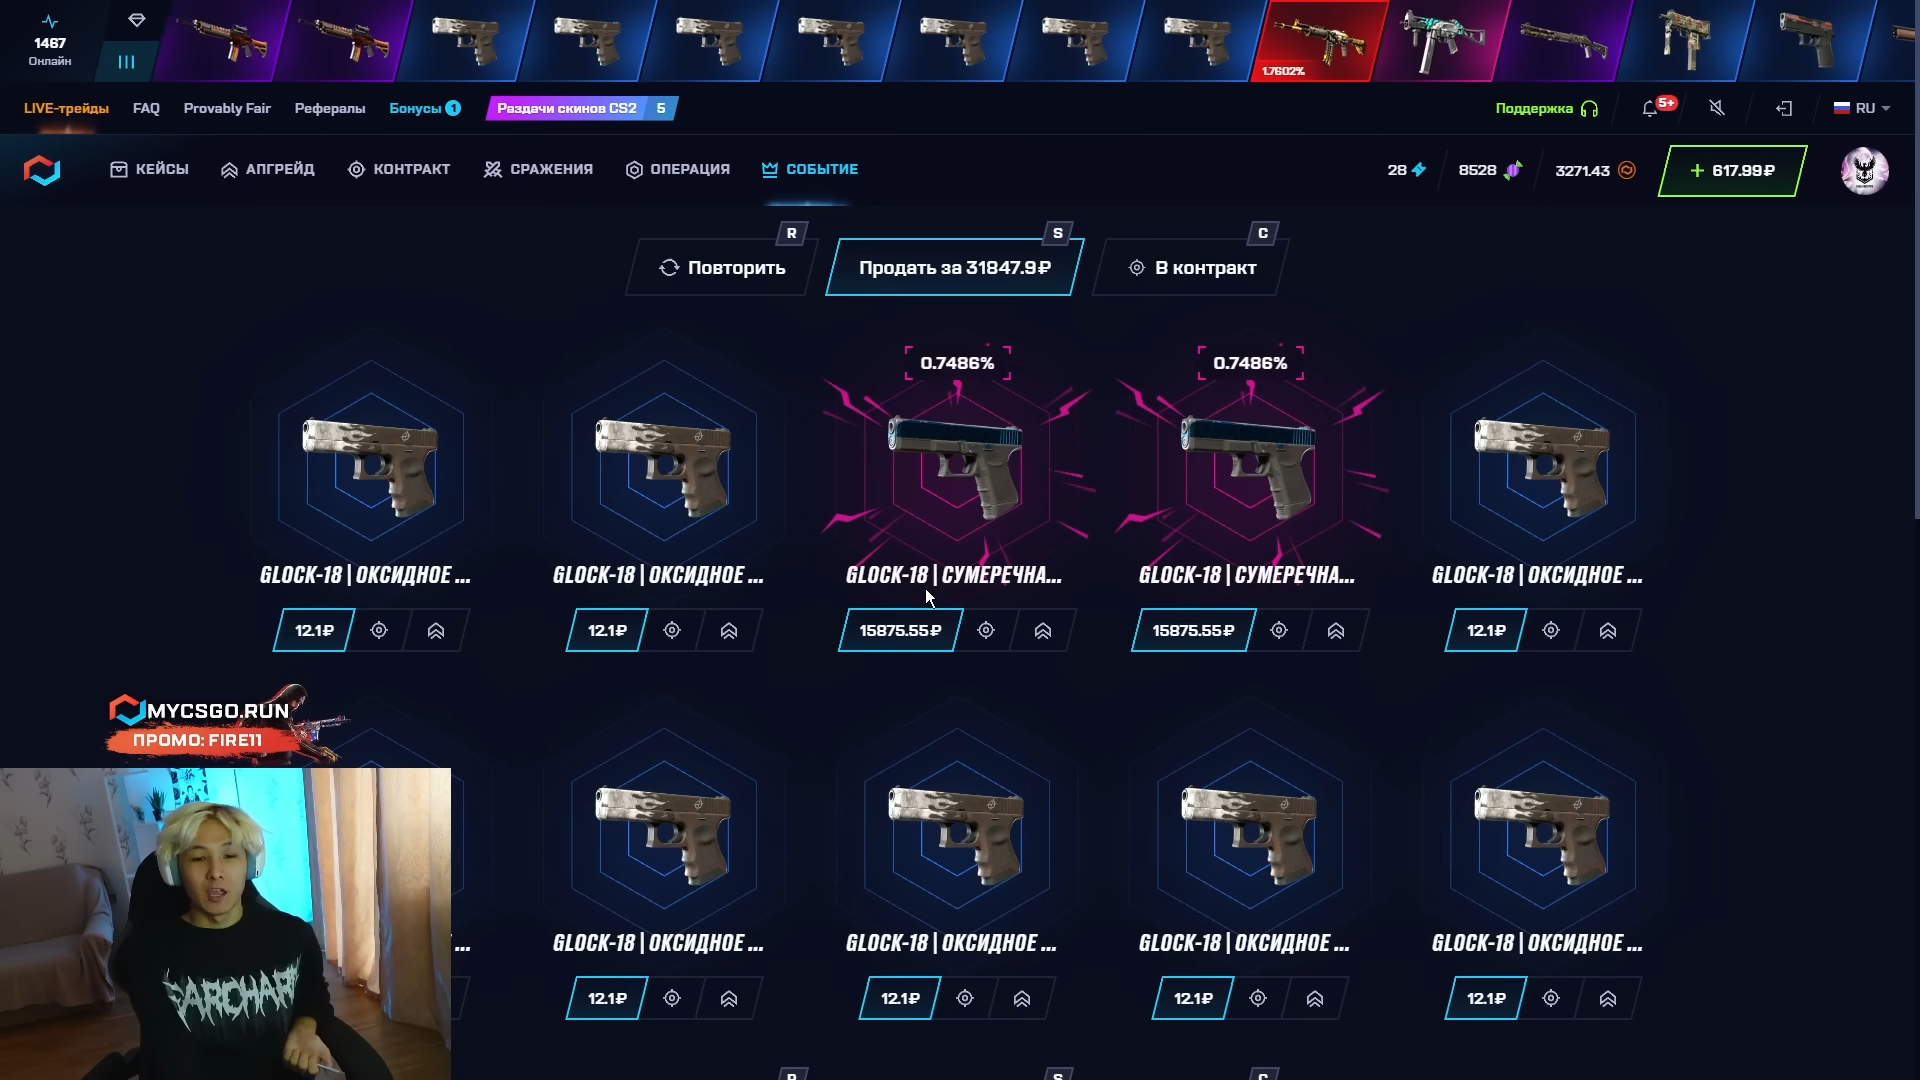 1467
Онлайн
1.7602%
LIVE-трейды FAQ Provably Fair Рефералы Бонусы 1 Раздачи скинов CS2 5 Поддержка 5+ RU
КЕЙСЫ АПГРЕЙД КОНТРАКТ СРАЖЕНИЯ ОПЕРАЦИЯ СОБЫТИЕ 28 8528 3271.43 + 617.99₽
R S C
Повторить Продать за 31847.9₽ В контракт
0.7486% 0.7486%
GLOCK-18 | ОКСИДНОЕ ... GLOCK-18 | ОКСИДНОЕ ... GLOCK-18 | СУМЕРЕЧНА... GLOCK-18 | СУМЕРЕЧНА... GLOCK-18 | ОКСИДНОЕ ...
12.1₽ 12.1₽ 15875.55₽ 15875.55₽ 12.1₽
MYCSGO.RUN
ПРОМО: FIRE11
... GLOCK-18 | ОКСИДНОЕ ... GLOCK-18 | ОКСИДНОЕ ... GLOCK-18 | ОКСИДНОЕ ... GLOCK-18 | ОКСИДНОЕ ...
12.1₽ 12.1₽ 12.1₽ 12.1₽
R S C